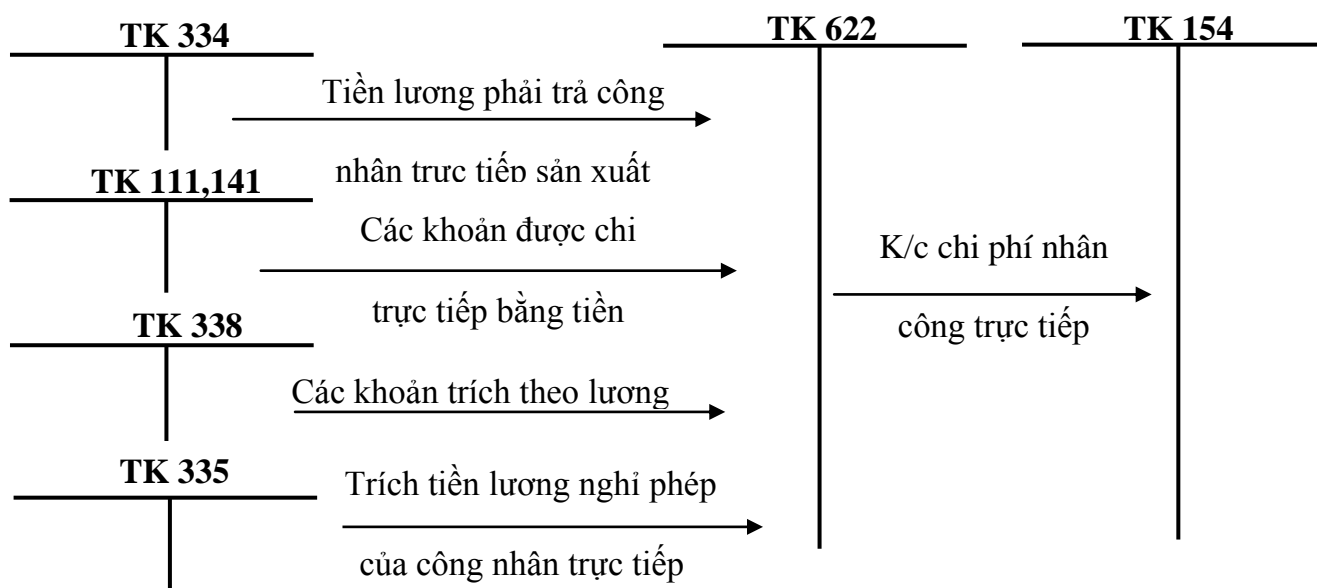 TK 334
TK 622
TK 154
Tiền lương phải trả công
nhân trực tiếp sản xuất
TK 111,141
Các khoản được chi
trực tiếp bằng tiền
K/c chi phí nhân
công trực tiếp
TK 338
Các khoản trích theo lương
TK 335
Trích tiền lương nghỉ phép
của công nhân trực tiếp